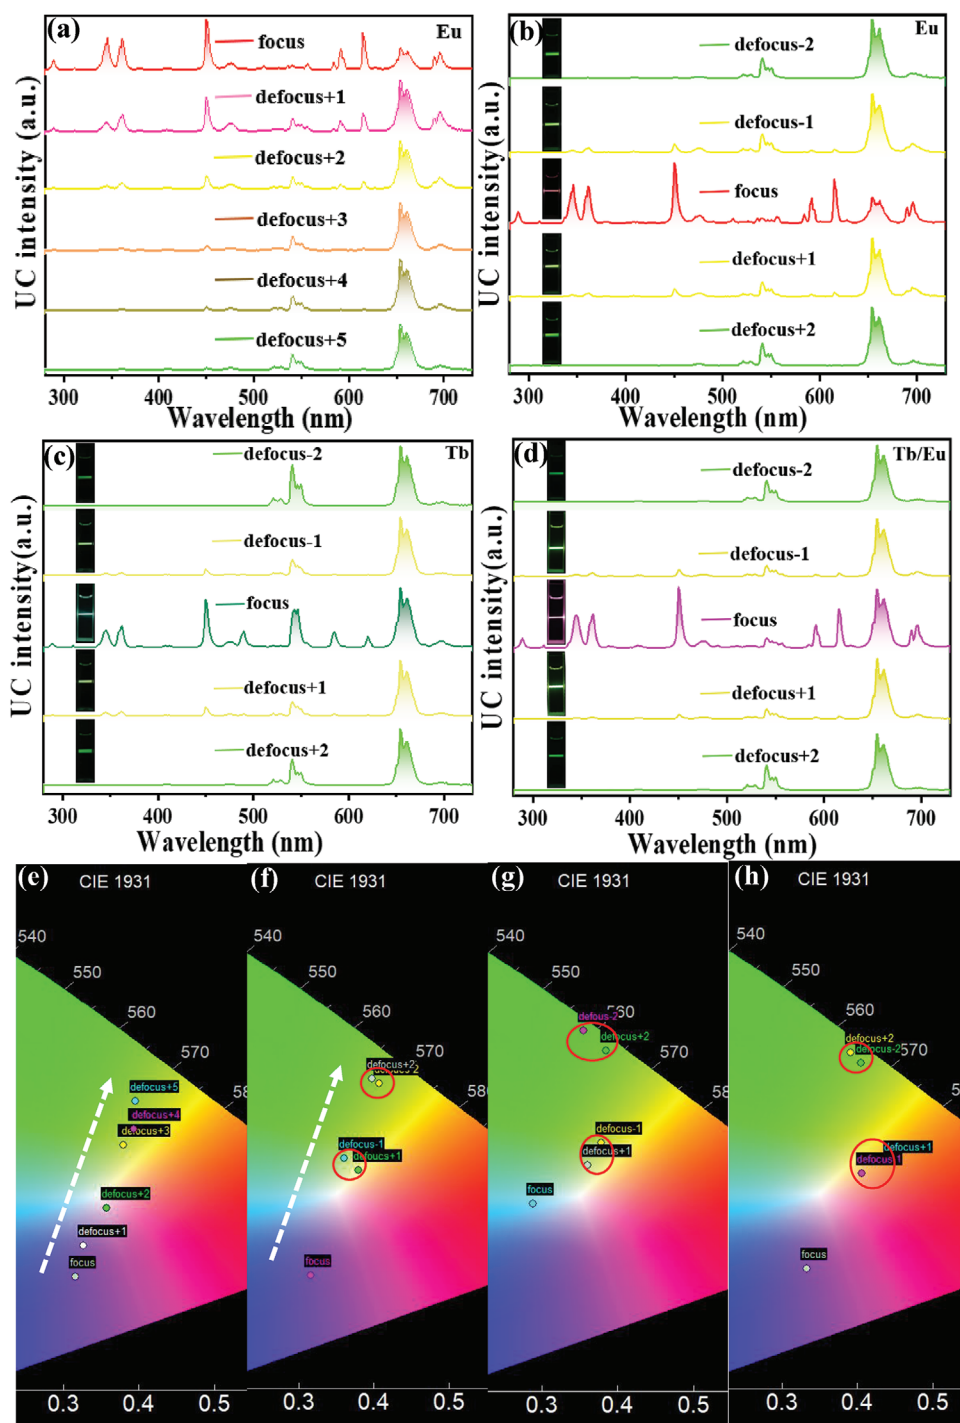 (a)
Eu
focus
defocus+1
defocus+2
defocus+3
defocus+4
defocus+5
UC intensity (a.u.)
300 400 500 600 700
Wavelength (nm)
(b)
Eu
defocus-2
defocus-1
focus
defocus+1
defocus+2
UC intensity(a.u.)
300 400 500 600 700
Wavelength (nm)
(c)
Tb
defocus-2
defocus-1
focus
defocus+1
defocus+2
UC intensity(a.u.)
300 400 500 600 700
Wavelength (nm)
(d)
Tb/Eu
defocus-2
defocus-1
focus
defocus+1
defocus+2
UC intensity(a.u.)
300 400 500 600 700
Wavelength (nm)
(e)
CIE 1931
540
550
560
570
58
defocus+5
defocus+4
defocus+3
defocus+2
defocus+1
focus
0.3 0.4 0.5
(f)
CIE 1931
540
550
560
570
580
defocus+2
defocus-1
defoucs+1
focus
0.3 0.4 0.5
(g)
CIE 1931
540
550
530
defous-2
defocus+2
defocus-1
defocus+1
focus
0.3 0.4 0.5
(h)
CIE 1931
540
550
560
570
58
defocus+2
defocus-2
defocus+1
focus
0.3 0.4 0.5